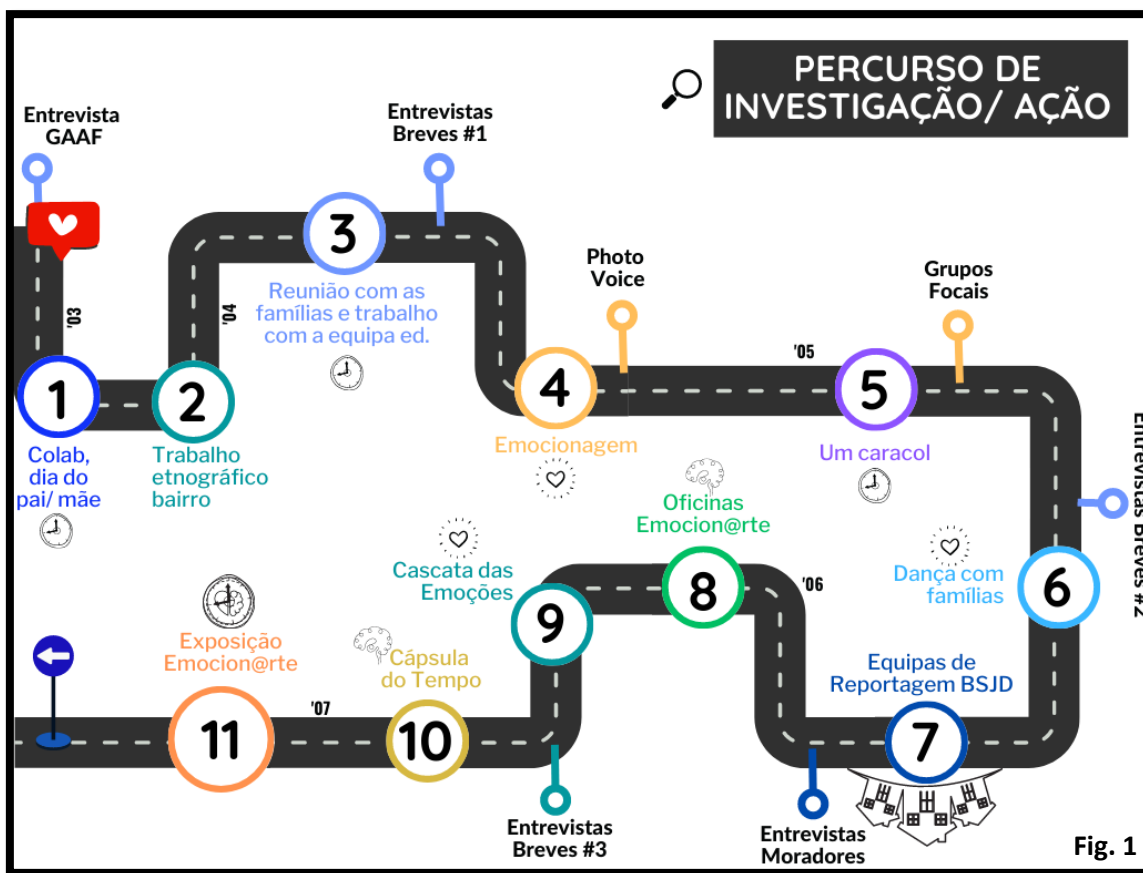 PERCURSO DE
INVESTIGAÇÃO/ AÇÃO
Entrevista
GAAF
'03
1
Colab,
dia do
pai/ mãe
2
Trabalho
etnográfico
bairro
'04
3
Reunião com as
famílias e trabalho
com a equipa ed.
Entrevistas
Breves #1
4
Emocionagem
Photo
Voice
'05
5
Um caracol
Grupos
Focais
Entrevistas Breves #2
6
Dança com
famílias
7
Equipas de
Reportagem BSJD
Entrevistas
Moradores
'06
8
Oficinas
Emocion@rte
9
Cascata das
Emoções
Entrevistas
Breves #3
10
Cápsula
do Tempo
'07
11
Exposição
Emocion@rte
Fig. 1